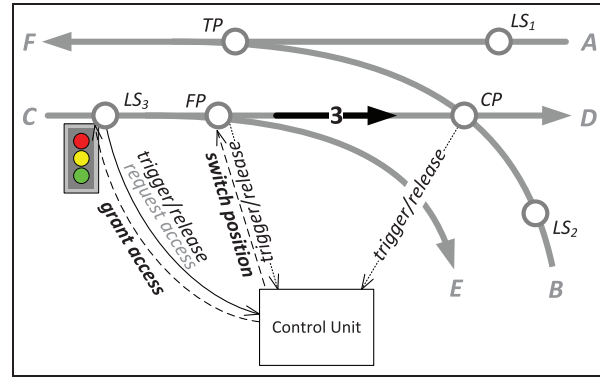 F
TP
LS1
A
LS2
C
LS3
FP
3
CP
D
trigger/release
request access
grant access
trigger/release
switch position
trigger/release
E
B
Control Unit